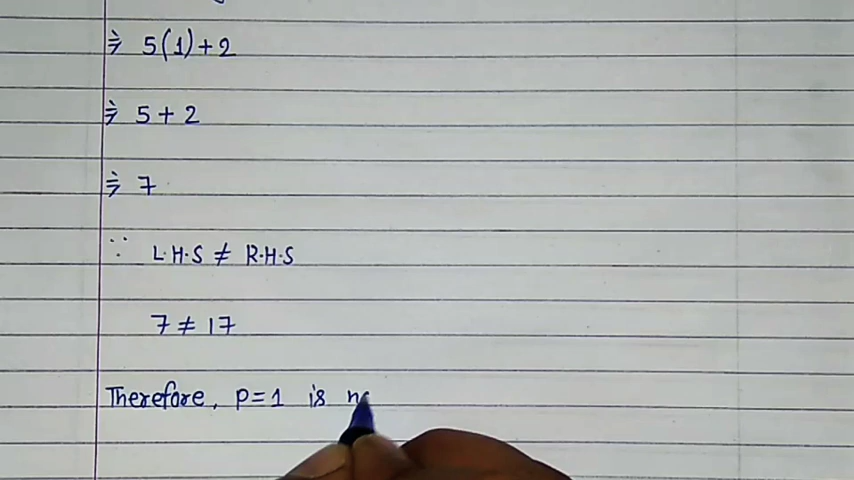 ⇒ 5(1)+2
⇒ 5 + 2
⇒ 7
∵ L.H.S ≠ R.H.S
7 ≠ 17
Therefore, P=1 is